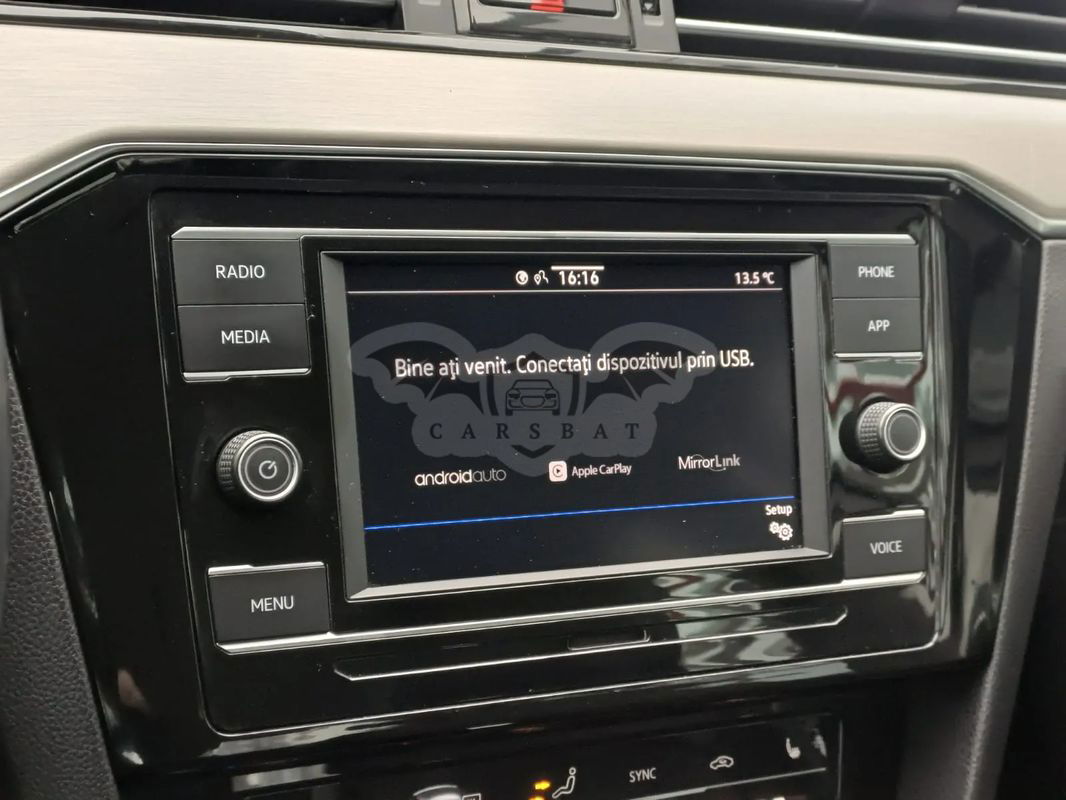 RADIO
MEDIA
MENU
16:16
13.5 °C
Bine aţi venit. Conectaţi dispozitivul prin USB.
CARSBAT
androidauto
Apple CarPlay
MirrorLink
Setup
PHONE
APP
VOICE
SYNC